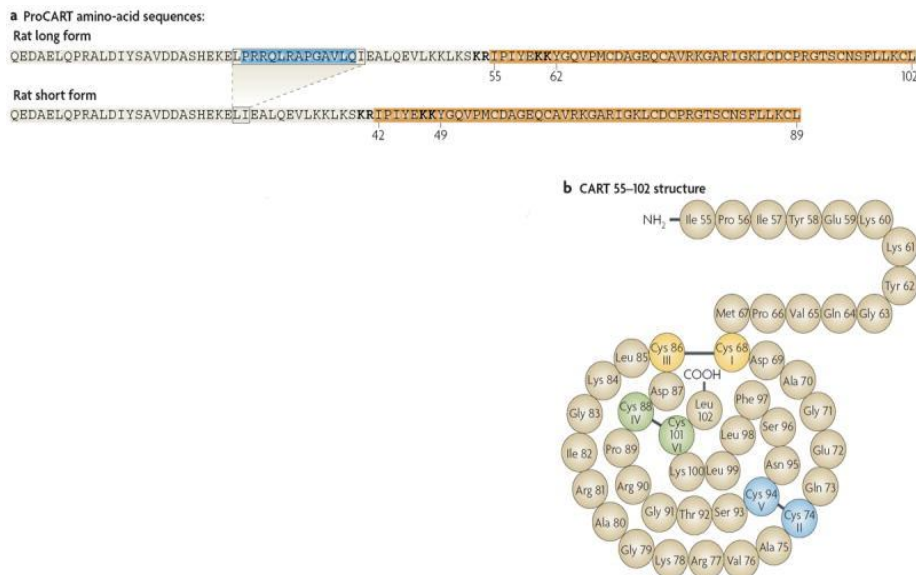 a ProCART amino-acid sequences:
Rat long form
QEDAELQPRALDIYSAVDDASHEKELPRRQLRAPGAVLQIEALQEVLKKLKSKRIPIYEKKYGQVPMCDAGEQCAVRKGARIGKLCDCPRGTSCNSFLLKCL
55 62 102
Rat short form
QEDAELQPRALDIYSAVDDASHEKELIEALQEVLKKLKSKRIPIYEKKYGQVPMCDAGEQCAVRKGARIGKLCDCPRGTSCNSFLLKCL
42 49 89
b CART 55–102 structure
NH2 Ile 55 Pro 56 Ile 57 Tyr 58 Glu 59 Lys 60
Lys 61
Tyr 62
Met 67 Pro 66 Val 65 Gln 64 Gly 63
Leu 85 Cys 86 III Cys 68 I Asp 69
Lys 84 Asp 87 COOH Ala 70
Gly 83 Cys 88 IV Cys 101 VI Leu 102 Phe 97 Gly 71
Ile 82 Pro 89 Leu 98 Ser 96 Glu 72
Arg 81 Arg 90 Lys 100 Leu 99 Asn 95 Gln 73
Ala 80 Gly 91 Thr 92 Ser 93 Cys 94 V Cys 74 II
Gly 79 Lys 78 Arg 77 Val 76 Ala 75